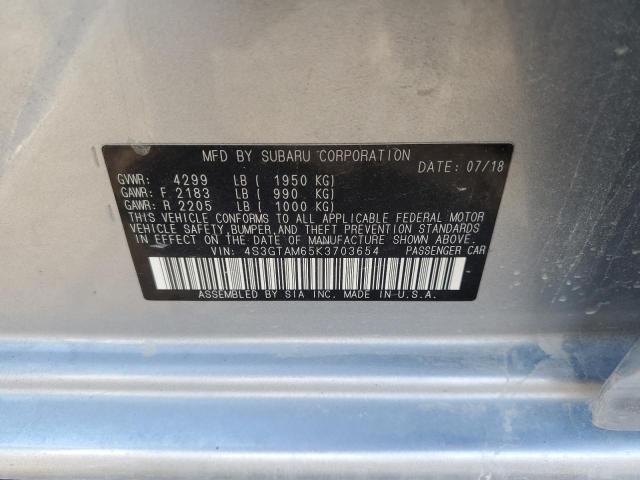 MFD BY SUBARU CORPORATION DATE: 07/18
GVWR: 4299 LB ( 1950 KG)
GAWR: F 2183 LB ( 990 KG)
GAWR: R 2205 LB ( 1000 KG)
THIS VEHICLE CONFORMS TO ALL APPLICABLE FEDERAL MOTOR
VEHICLE SAFETY, BUMPER, AND THEFT PREVENTION STANDARDS
IN EFFECT ON THE DATE OF MANUFACTURE SHOWN ABOVE.
VIN: 4S3GTAM65K3703654 PASSENGER CAR
ASSEMBLED BY SIA INC. MADE IN U.S.A.